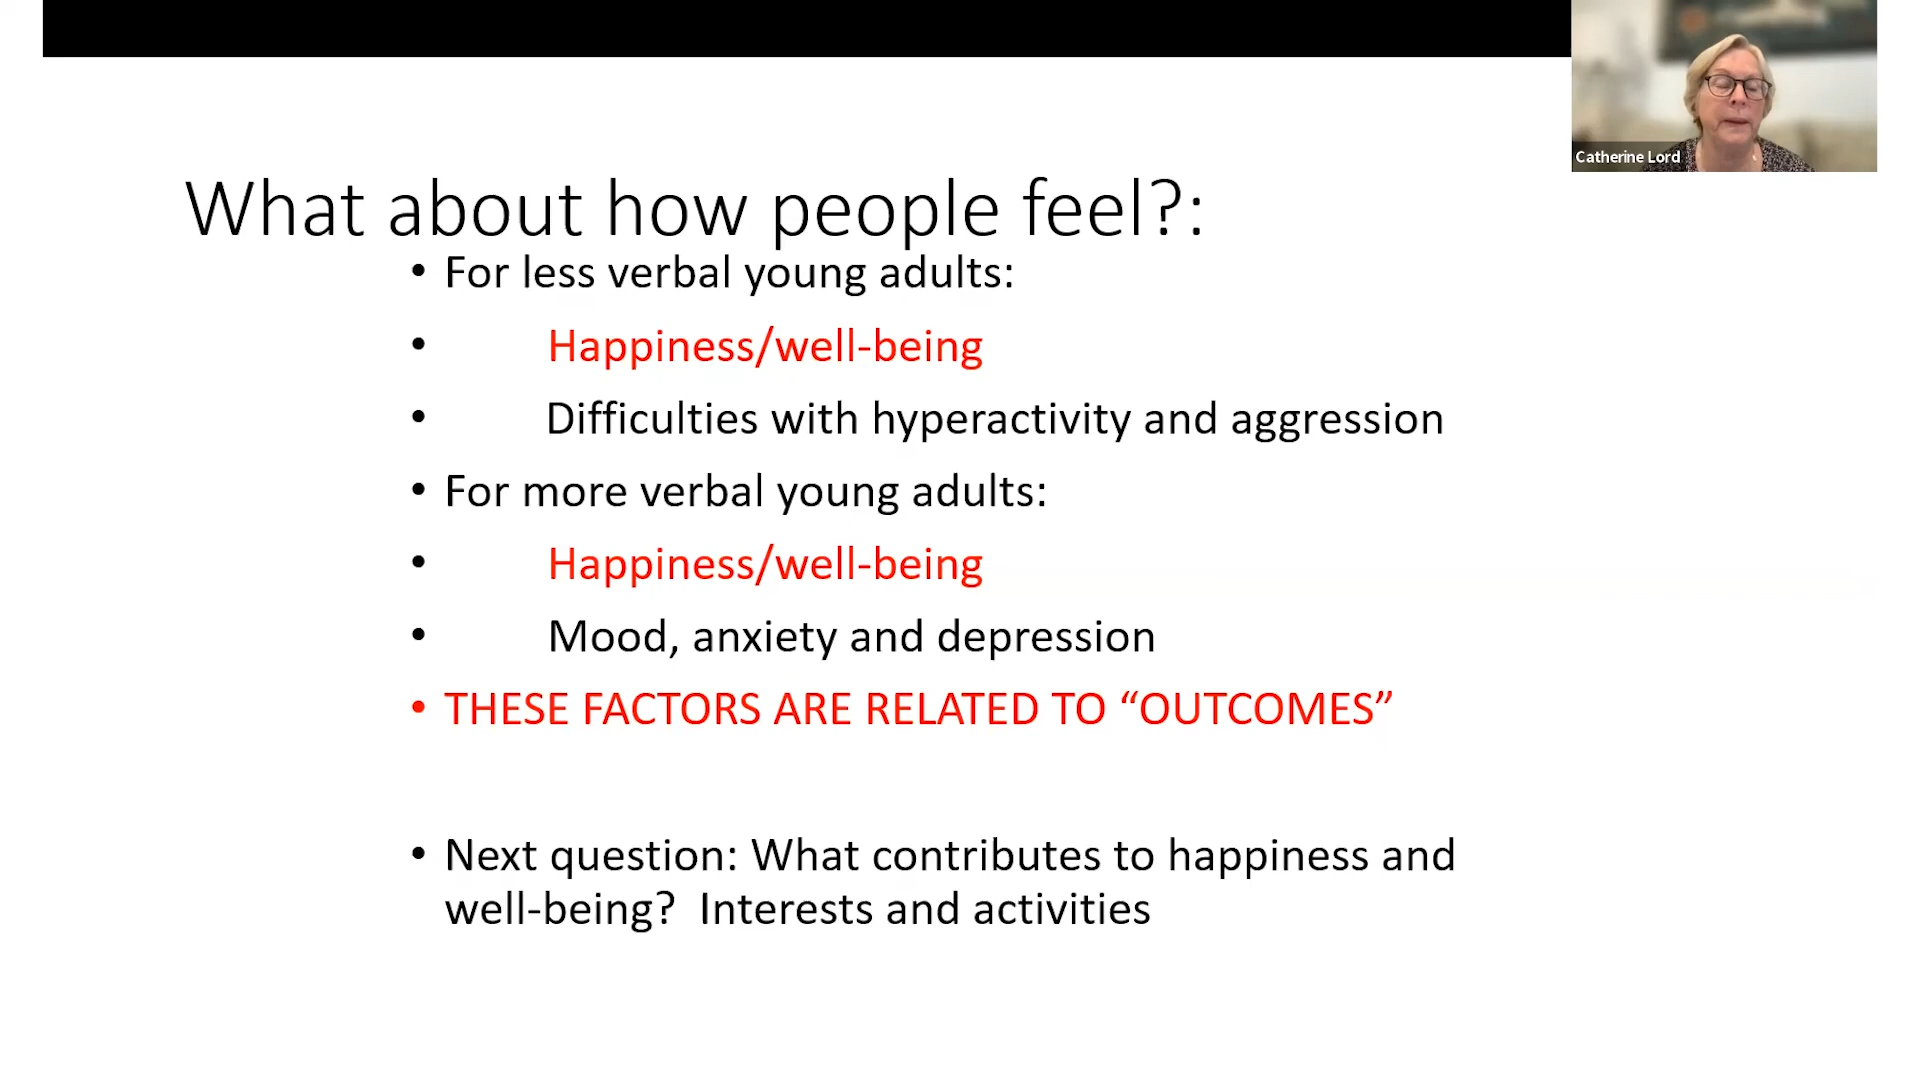 Catherine Lord
What about how people feel?:
• For less verbal young adults:
• Happiness/well-being
• Difficulties with hyperactivity and aggression
• For more verbal young adults:
• Happiness/well-being
• Mood, anxiety and depression
• THESE FACTORS ARE RELATED TO “OUTCOMES”
• Next question: What contributes to happiness and
well-being?  Interests and activities